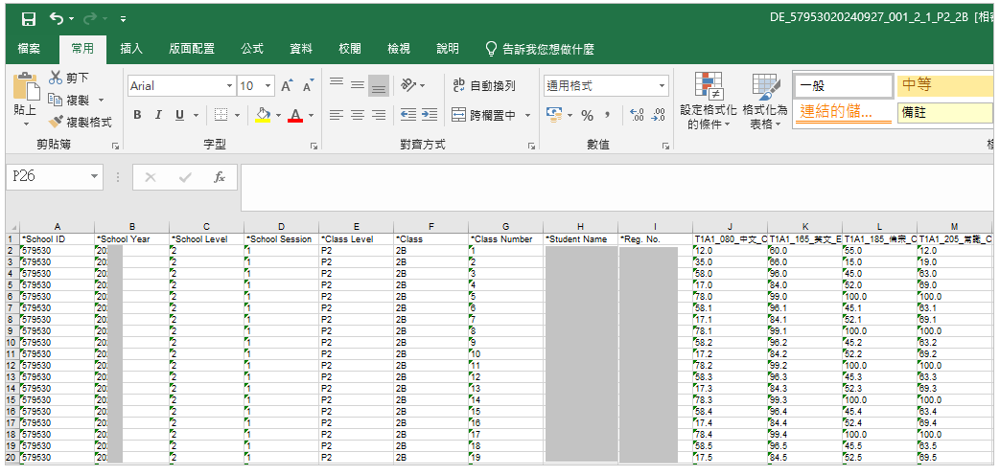 DE_57953020240927_001_2_1_P2_2B [相容
檔案 常用 插入 版面配置 公式 資料 校閱 檢視 說明 告訴我您想做什麼
貼上 剪下 複製 複製格式 剪貼簿
Arial 10 A A B I U A 字型
ab 自動換列 跨欄置中 對齊方式
通用格式 % , 數值
設定格式化的條件 格式化為表格 一般 中等 連結的儲... 備註
P26 fx
A B C D E F G H I J K L M
1 *School ID *School Year *School Level *School Session *Class Level *Class *Class Number *Student Name *Reg. No. T1A1_080_中文_C T1A1_165_英文_E T1A1_185_倫宗_C T1A1_205_常識_C
2 579530 202 2 1 P2 2B 1 12.0 60.0 55.0 12.0
3 579530 202 2 1 P2 2B 2 35.0 66.0 15.0 19.0
4 579530 202 2 1 P2 2B 3 58.0 96.0 45.0 63.0
5 579530 202 2 1 P2 2B 4 17.0 84.0 52.0 69.0
6 579530 202 2 1 P2 2B 5 78.0 99.0 100.0 100.0
7 579530 202 2 1 P2 2B 6 58.1 96.1 45.1 63.1
8 579530 202 2 1 P2 2B 7 17.1 84.1 52.1 69.1
9 579530 202 2 1 P2 2B 8 78.1 99.1 100.0 100.0
10 579530 202 2 1 P2 2B 9 58.2 96.2 45.2 63.2
11 579530 202 2 1 P2 2B 10 17.2 84.2 52.2 69.2
12 579530 202 2 1 P2 2B 11 78.2 99.2 100.0 100.0
13 579530 202 2 1 P2 2B 12 58.3 96.3 45.3 63.3
14 579530 202 2 1 P2 2B 13 17.3 84.3 52.3 69.3
15 579530 202 2 1 P2 2B 14 78.3 99.3 100.0 100.0
16 579530 202 2 1 P2 2B 15 58.4 96.4 45.4 63.4
17 579530 202 2 1 P2 2B 16 17.4 84.4 52.4 69.4
18 579530 202 2 1 P2 2B 17 78.4 99.4 100.0 100.0
19 579530 202 2 1 P2 2B 18 58.5 96.5 45.5 63.5
20 579530 202 2 1 P2 2B 19 17.5 84.5 52.5 69.5